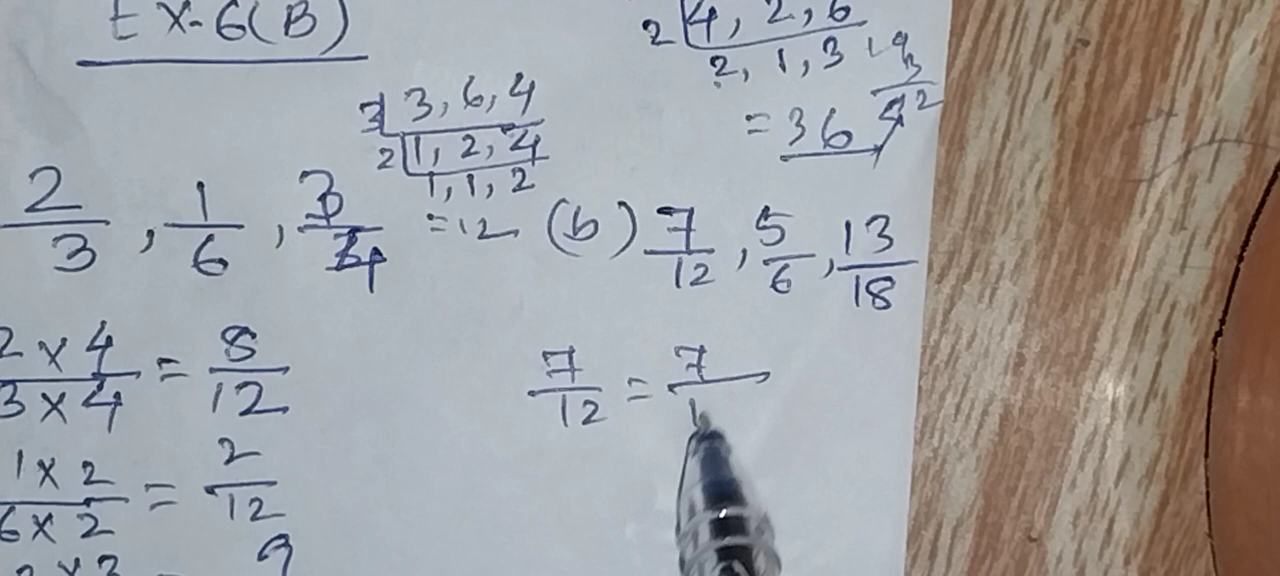 Ex-6(B)
2 | 4, 2, 6
2, 1, 3
= 36
3 | 3, 6, 4
2 | 1, 2, 4
1, 1, 2
= 12
2/3, 1/6, 3/4
(b) 7/12, 5/6, 13/18
2 x 4 / 3 x 4 = 8/12
7/12 = 7/1
1 x 2 / 6 x 2 = 2/12
9